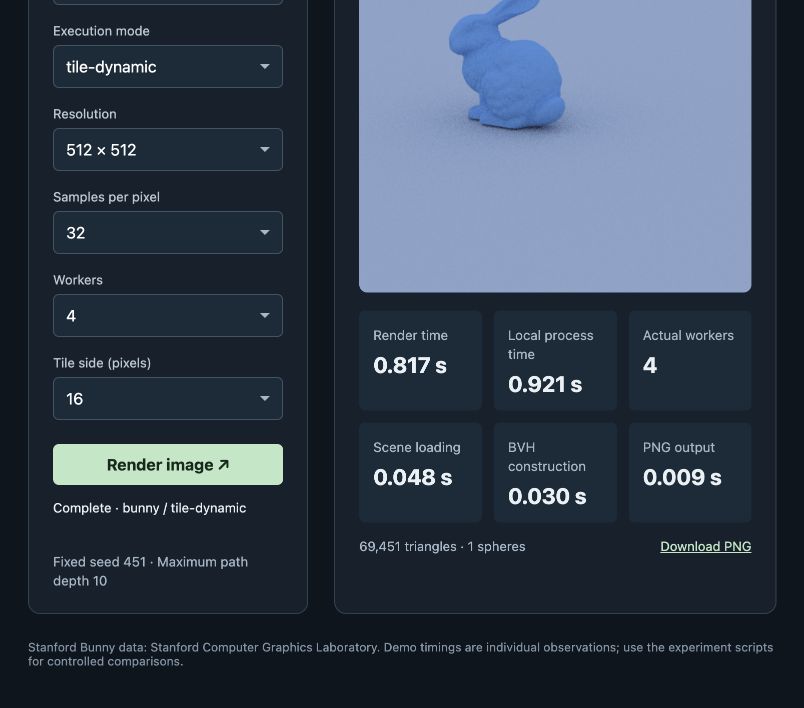 Execution mode
tile-dynamic
Resolution
512 × 512
Samples per pixel
32
Workers
4
Tile side (pixels)
16
Render image ↗
Complete · bunny / tile-dynamic
Fixed seed 451 · Maximum path
depth 10
Render time
0.817 s
Local process
time
0.921 s
Actual workers
4
Scene loading
0.048 s
BVH
construction
0.030 s
PNG output
0.009 s
69,451 triangles · 1 spheres
Download PNG
Stanford Bunny data: Stanford Computer Graphics Laboratory. Demo timings are individual observations; use the experiment scripts
for controlled comparisons.